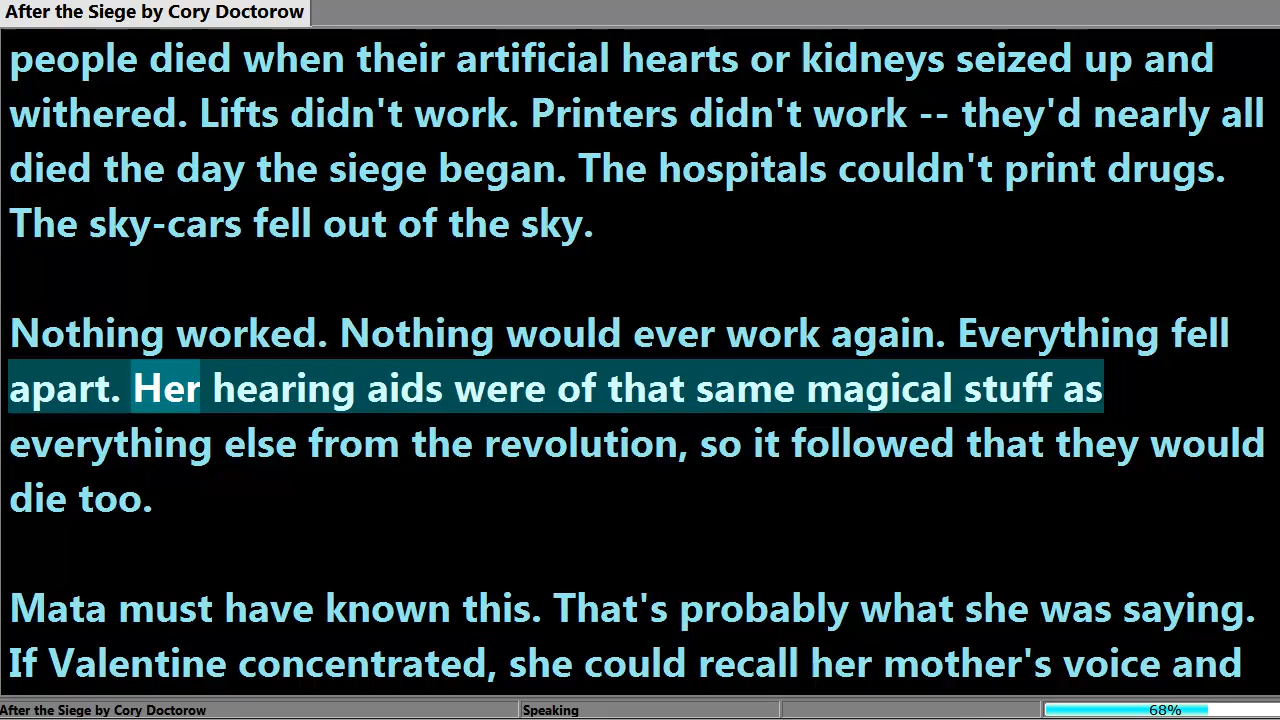 After the Siege by Cory Doctorow
people died when their artificial hearts or kidneys seized up and
withered. Lifts didn't work. Printers didn't work -- they'd nearly all
died the day the siege began. The hospitals couldn't print drugs.
The sky-cars fell out of the sky.
Nothing worked. Nothing would ever work again. Everything fell
apart. Her hearing aids were of that same magical stuff as
everything else from the revolution, so it followed that they would
die too.
Mata must have known this. That's probably what she was saying.
If Valentine concentrated, she could recall her mother's voice and
After the Siege by Cory Doctorow Speaking 68%